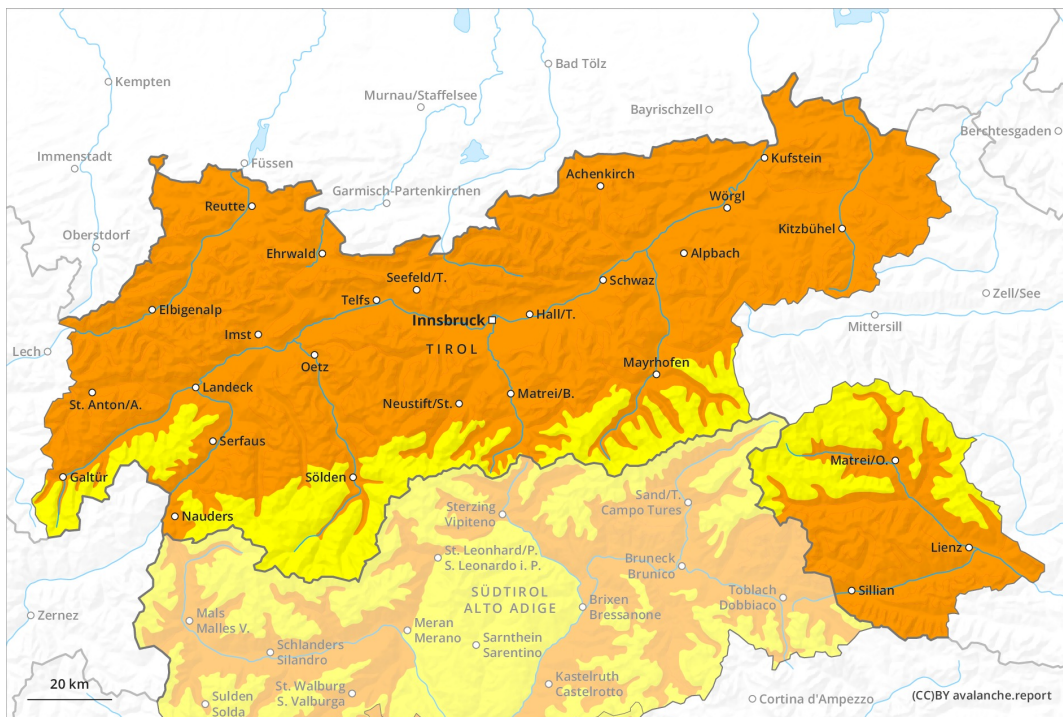 Kempten
Bad Tölz
Murnau/Staffelsee
Bayrischzell
Berchtesgaden
Immenstadt
Füssen
Kufstein
Achenkirch
Garmisch-Partenkirchen
Wörgl
Reutte
Kitzbühel
Oberstdorf
Ehrwald
Alpbach
Seefeld/T.
Schwaz
Zell/See
Telfs
Elbigenalp
Innsbruck
Hall/T.
Mittersill
Imst
TIROL
Lech
Oetz
Mayrhofen
Landeck
St. Anton/A.
Neustift/St.
Matrei/B.
Serfaus
Matrei/O.
Galtür
Sölden
Sand/T.
Campo Tures
Sterzing
Vipiteno
Nauders
Lienz
St. Leonhard/P.
S. Leonardo i. P.
Bruneck
Brunico
SÜDTIROL
ALTO ADIGE
Toblach
Dobbiaco
Sillian
Brixen
Bressanone
Zernez
Mals
Malles V.
Meran
Merano
Sarnthein
Sarentino
Schlanders
Silandro
Kastelruth
Castelrotto
20 km
St. Walburg
S. Valburga
Sulden
Solda
Cortina d'Ampezzo
(CC)BY avalanche.report